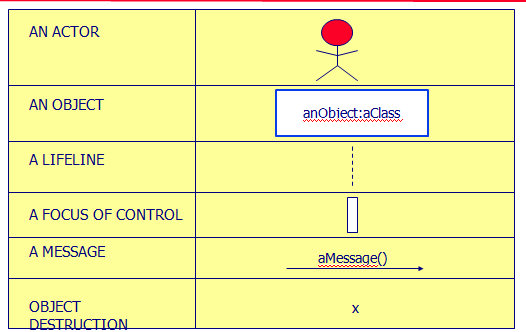 AN ACTOR
AN OBJECT
anObject:aClass
A LIFELINE
A FOCUS OF CONTROL
A MESSAGE
aMessage()
OBJECT
DESTRUCTION
x